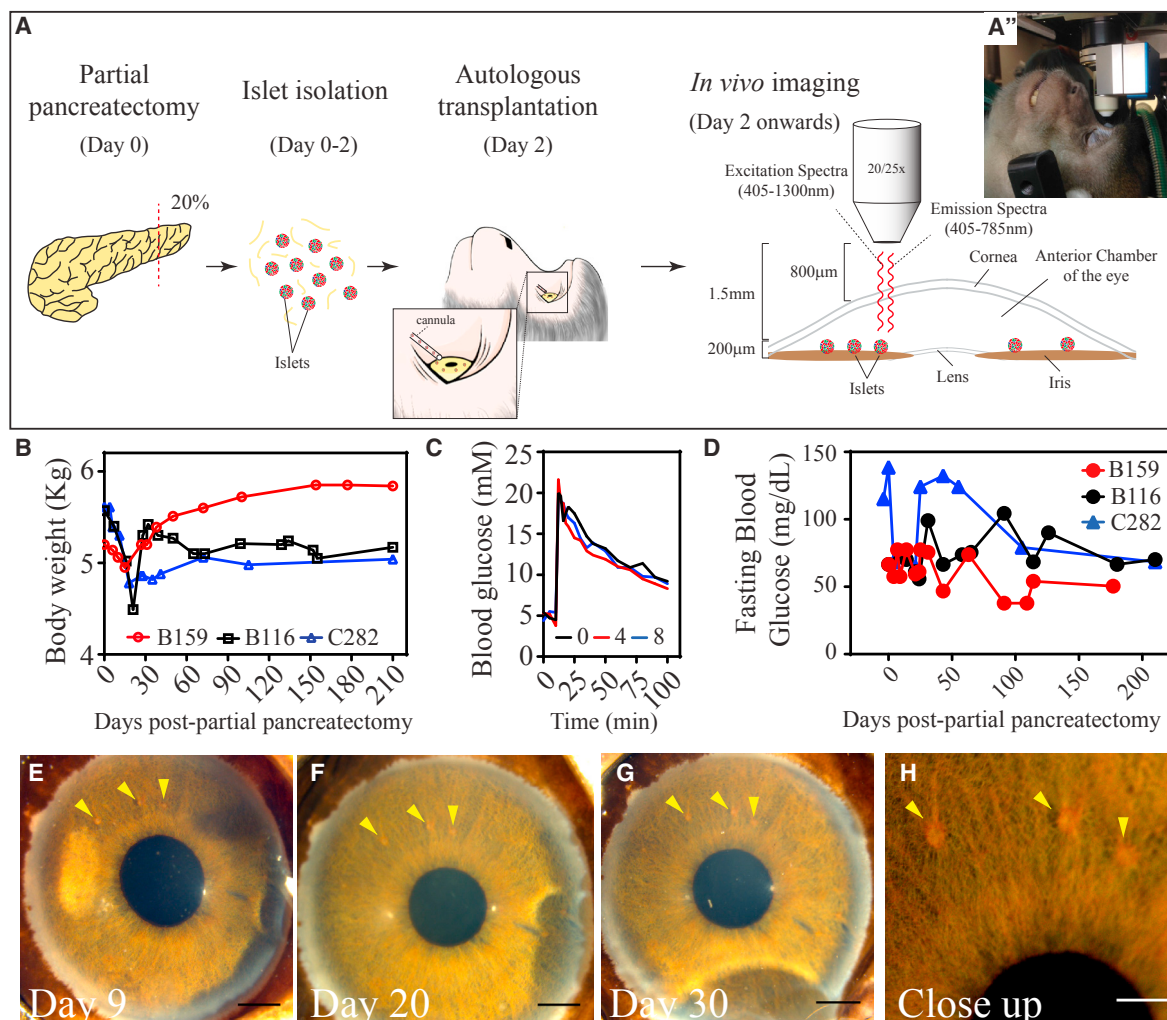 A
A"
Partial
pancreatectomy
(Day 0)
20%
Islet isolation
(Day 0-2)
Islets
Autologous
transplantation
(Day 2)
cannula
In vivo imaging
(Day 2 onwards)
Excitation Spectra
(405-1300nm)
20/25x
Emission Spectra
(405-785nm)
800μm
1.5mm
200μm
Cornea
Anterior Chamber
of the eye
Islets
Lens
Iris
B
Body weight (Kg)
6
5
4
B159
B116
C282
0
30
60
90
120
150
180
210
Days post-partial pancreatectomy
C
Blood glucose (mM)
25
20
15
10
5
0
0
4
8
0
25
50
75
100
Time (min)
D
Fasting Blood
Glucose (mg/dL)
150
100
50
0
B159
B116
C282
0
50
100
150
200
Days post-partial pancreatectomy
E
Day 9
F
Day 20
G
Day 30
H
Close up